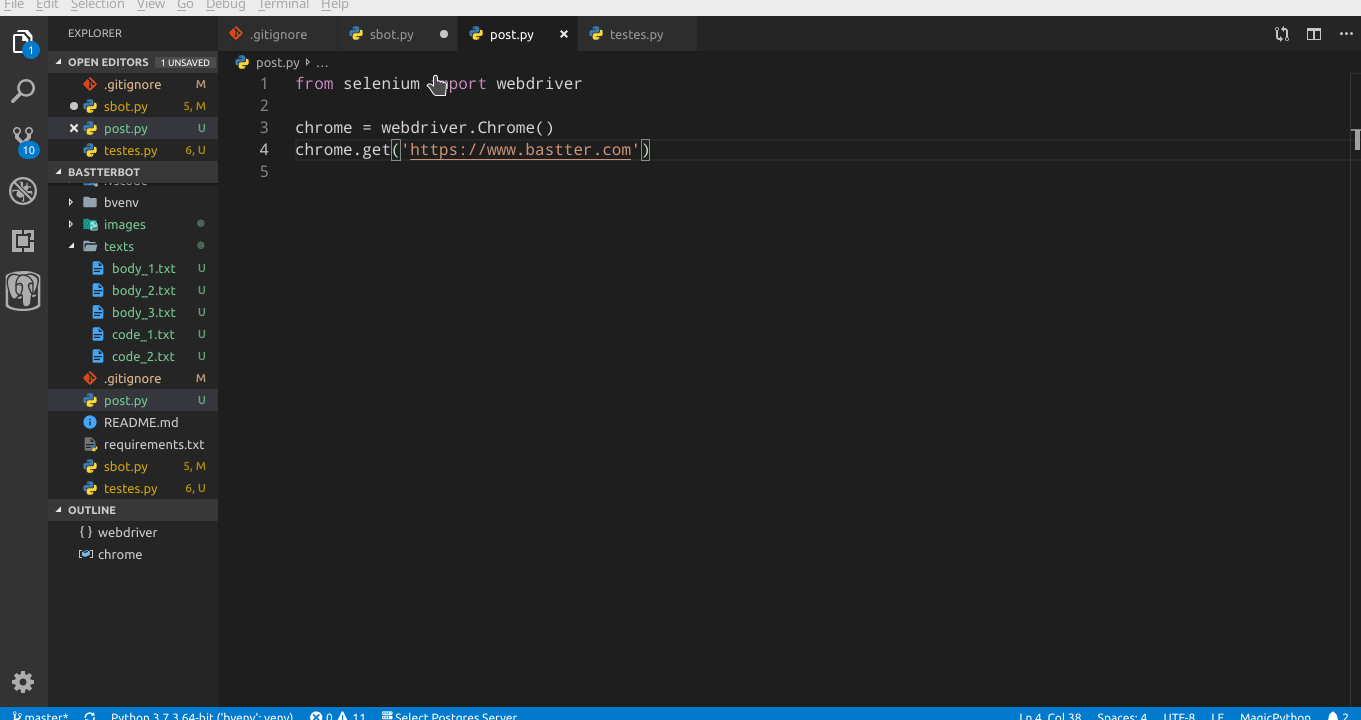 File Edit Selection View Go Debug Terminal Help
EXPLORER
.gitignore
sbot.py
post.py
testes.py
OPEN EDITORS 1 UNSAVED
.gitignore M
sbot.py 5, M
post.py U
testes.py 6, U
BASTTERBOT
.vscode
bvenv
images
texts
body_1.txt U
body_2.txt U
body_3.txt U
code_1.txt U
code_2.txt U
.gitignore M
post.py U
README.md
requirements.txt
sbot.py 5, M
testes.py 6, U
OUTLINE
{ } webdriver
chrome
1
10
post.py ...
1 from selenium import webdriver
2
3 chrome = webdriver.Chrome()
4 chrome.get('https://www.bastter.com')
5
master* Python 3.7.3 64-bit ('bvenv': venv) 0 11 Select Postgres Server Ln 4, Col 38 Spaces: 4 UTF-8 LF MagicPython 2